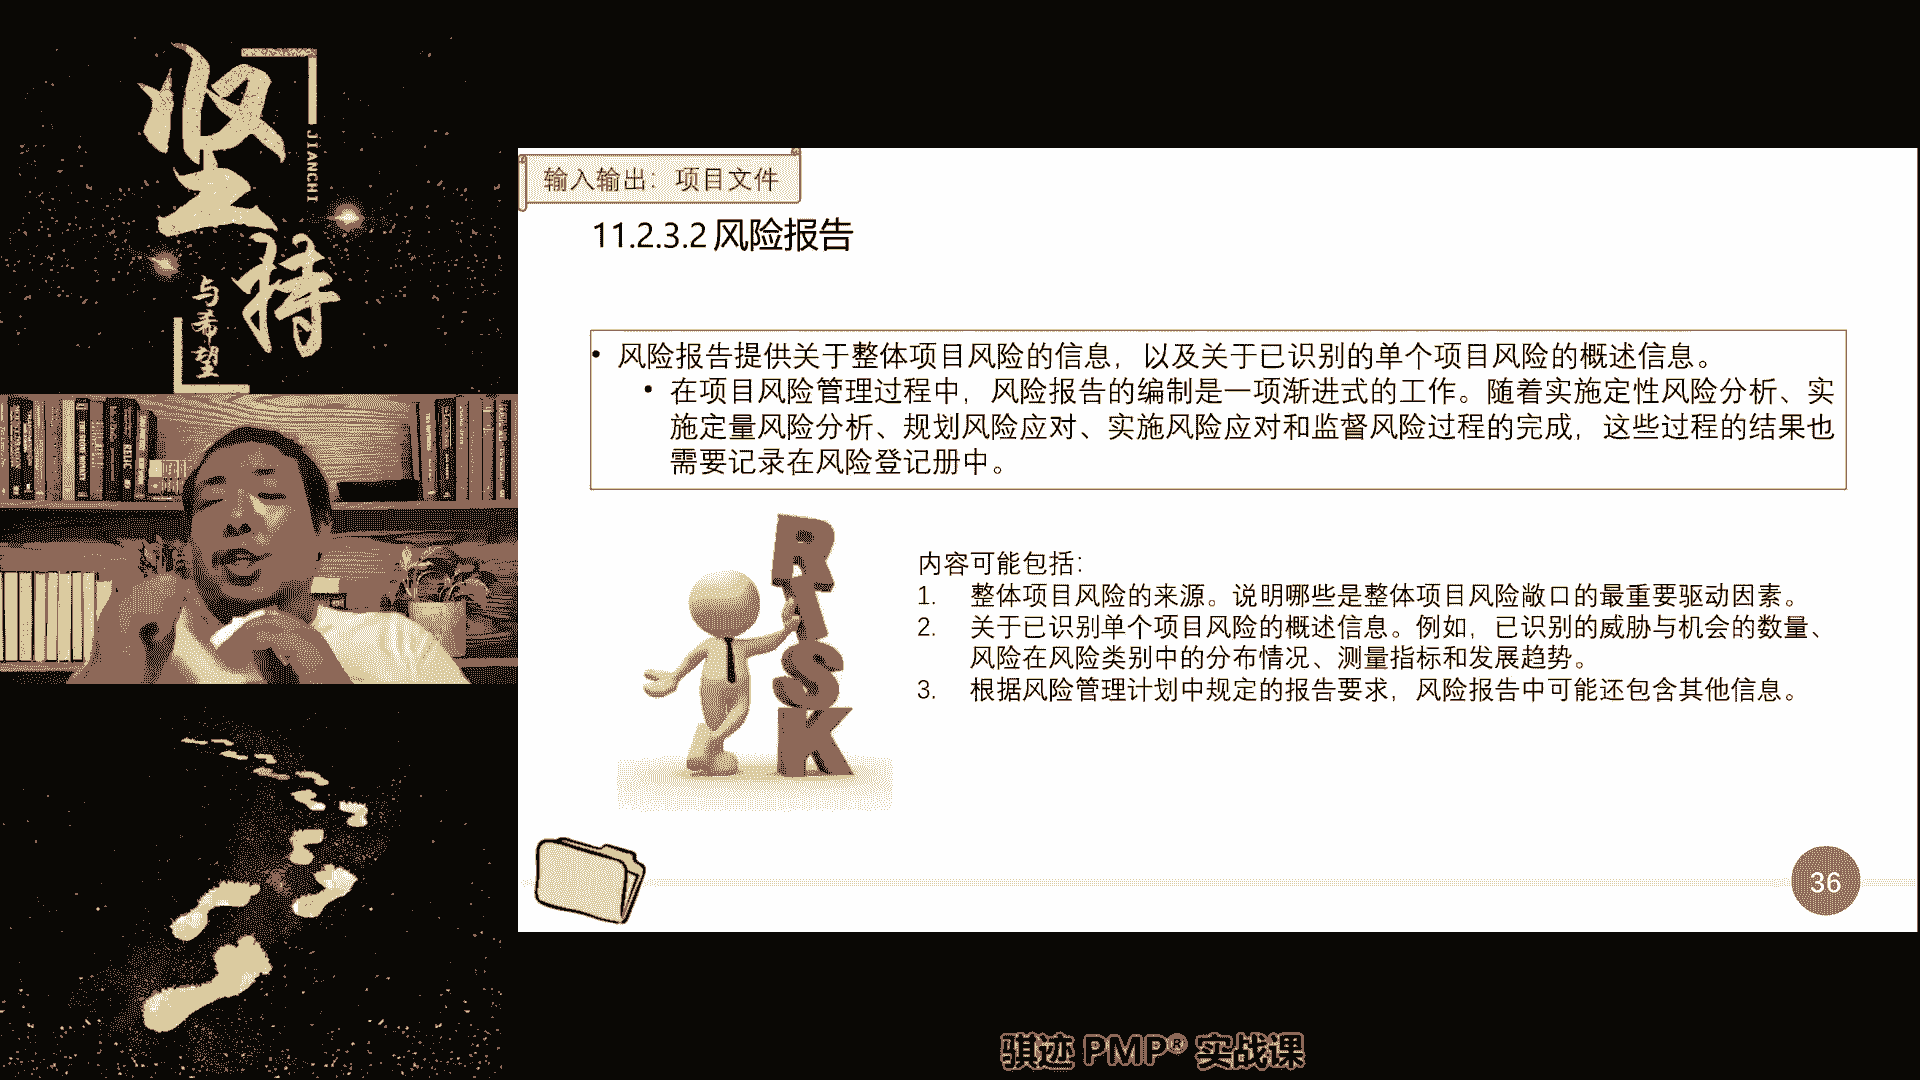 坚持
JIANCHI
与希望
输入输出：项目文件
11.2.3.2 风险报告
• 风险报告提供关于整体项目风险的信息，以及关于已识别的单个项目风险的概述信息。
• 在项目风险管理过程中，风险报告的编制是一项渐进式的工作。随着实施定性风险分析、实
施定量风险分析、规划风险应对、实施风险应对和监督风险过程的完成，这些过程的结果也
需要记录在风险登记册中。
RISK
内容可能包括：
1. 整体项目风险的来源。说明哪些是整体项目风险敞口的最重要驱动因素。
2. 关于已识别单个项目风险的概述信息。例如，已识别的威胁与机会的数量、
风险在风险类别中的分布情况、测量指标和发展趋势。
3. 根据风险管理计划中规定的报告要求，风险报告中可能还包含其他信息。
36
骐迹 PMP® 实战课